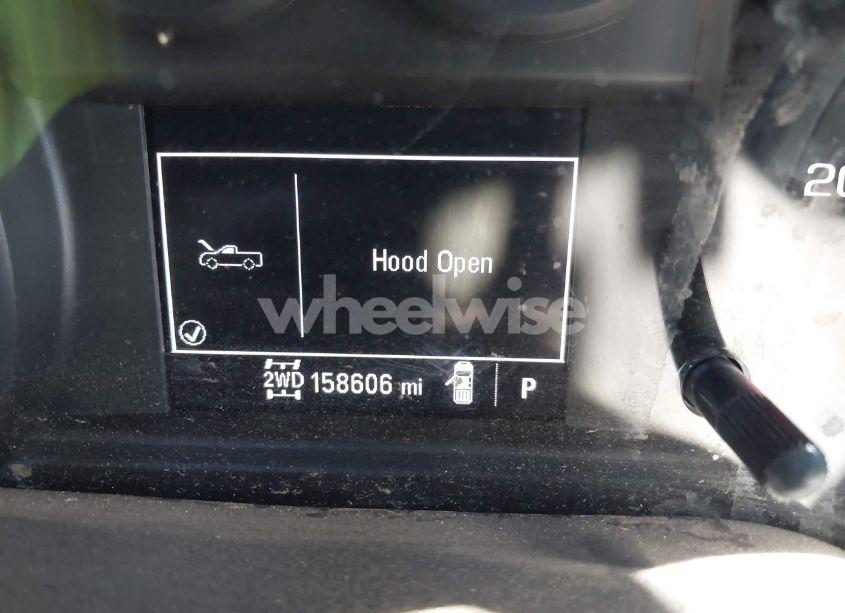 Hood Open
wheelwise
2WD 158606 mi P